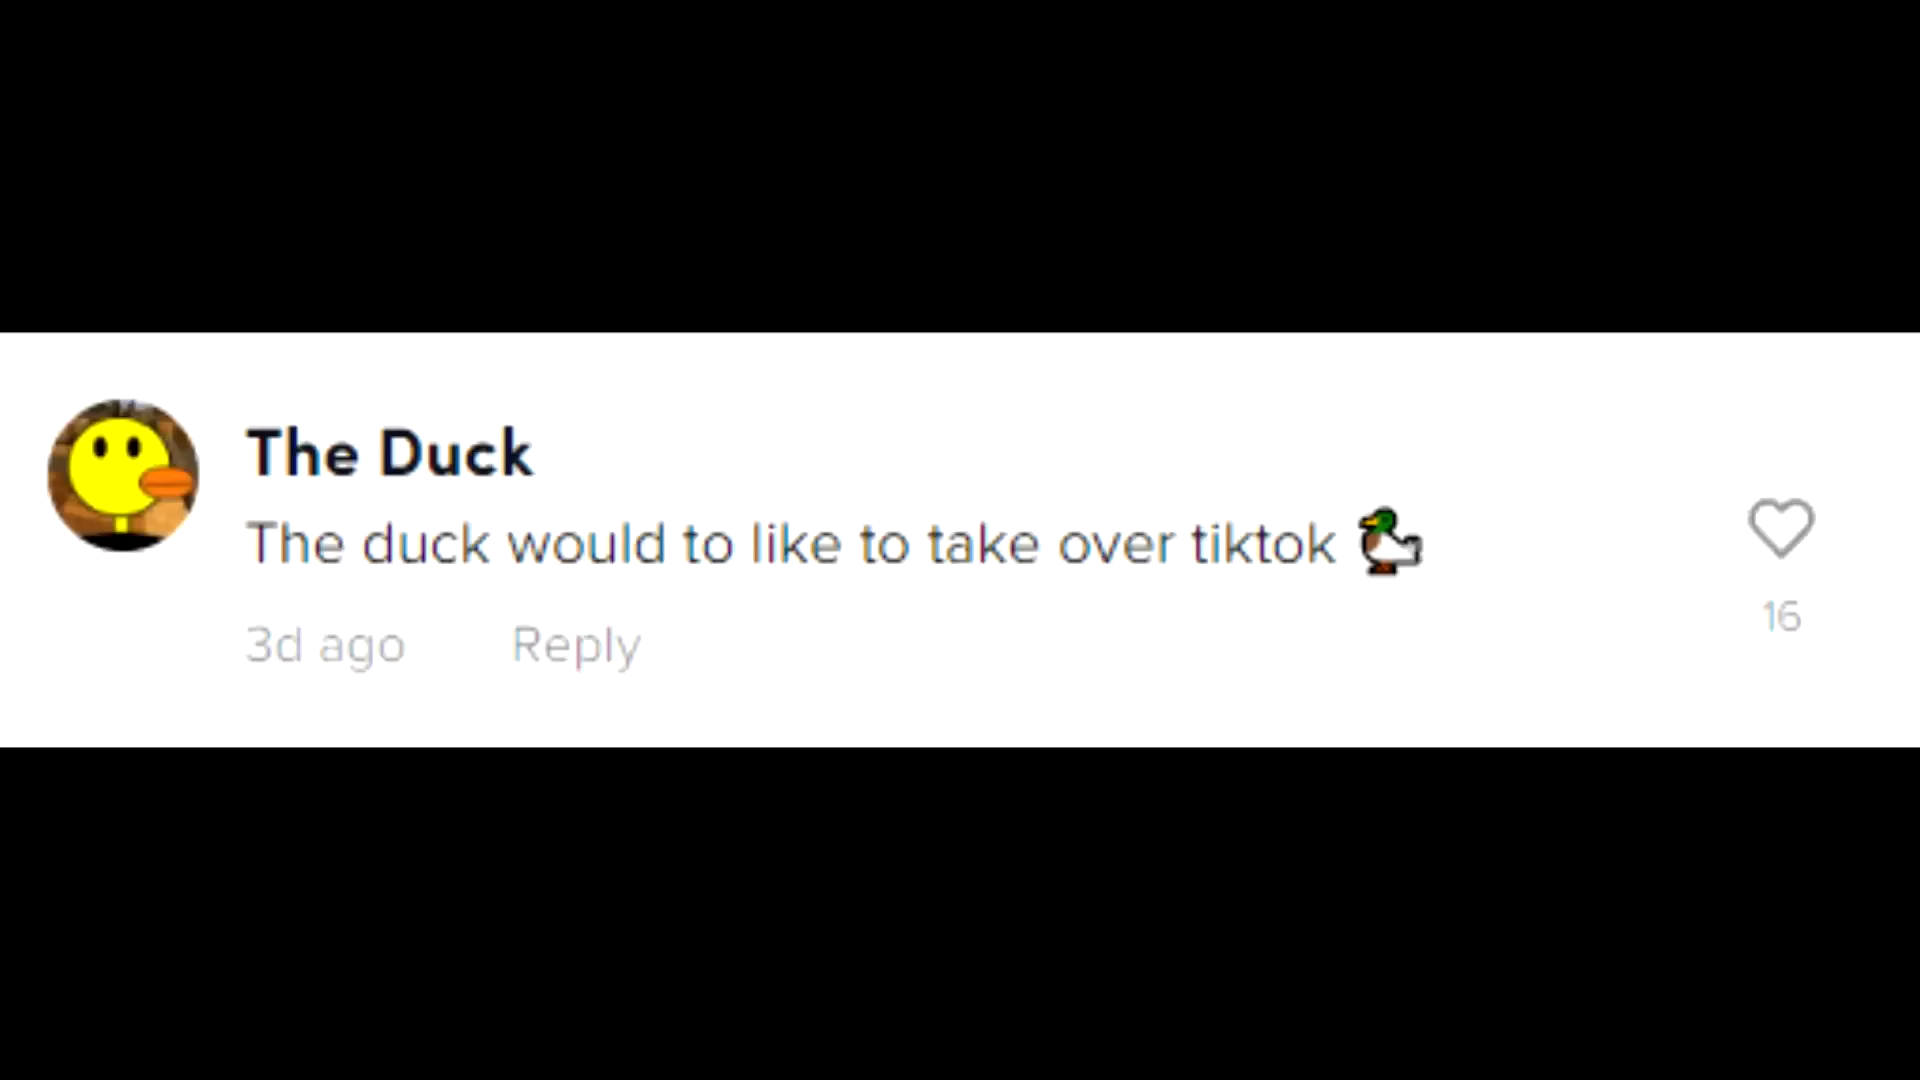 The Duck
The duck would to like to take over tiktok 🦆
3d ago Reply
16